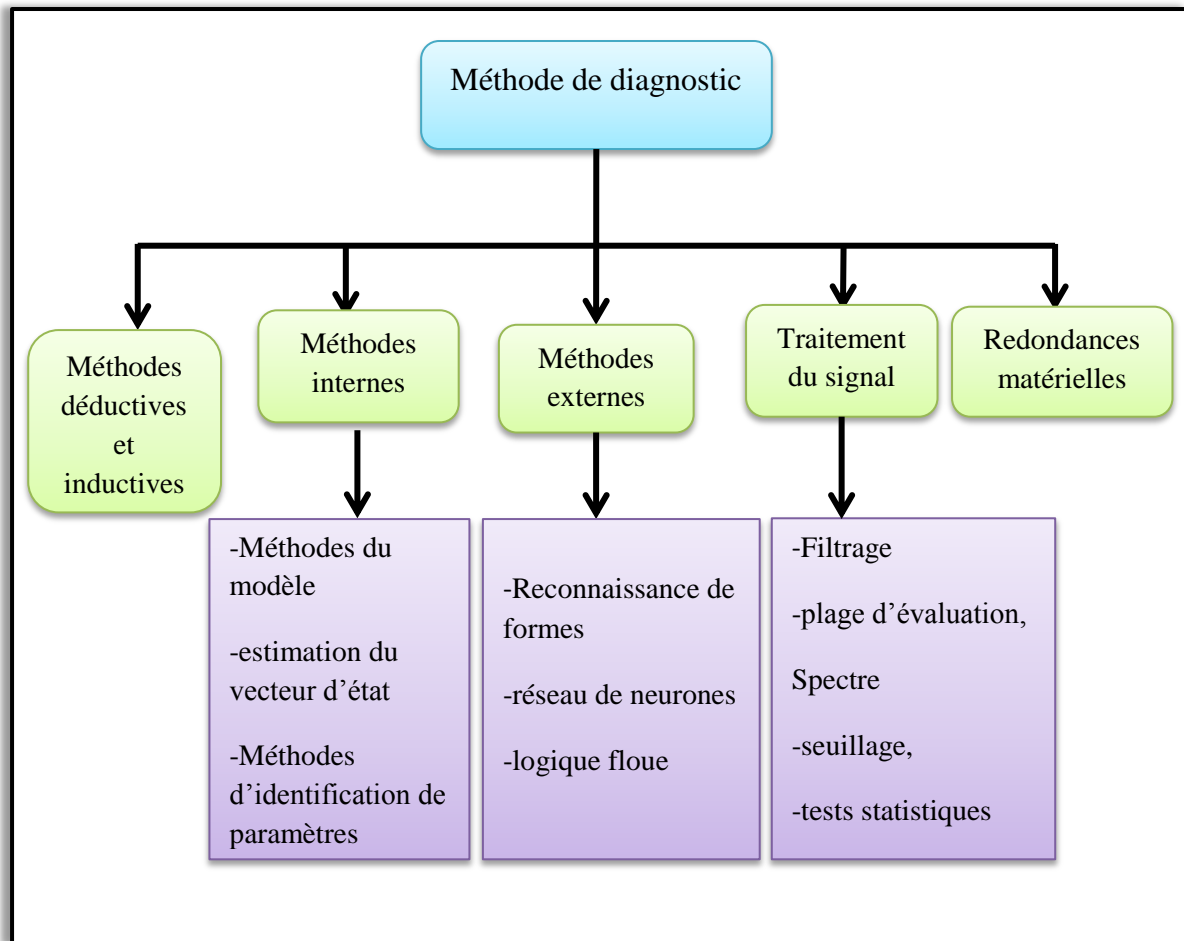 Méthode de diagnostic
Méthodes
déductives
et
inductives
Méthodes
internes
Méthodes
externes
Traitement
du signal
Redondances
matérielles
-Méthodes du
modèle
-estimation du
vecteur d’état
-Méthodes
d’identification de
paramètres
-Reconnaissance de
formes
-réseau de neurones
-logique floue
-Filtrage
-plage d’évaluation,
Spectre
-seuillage,
-tests statistiques